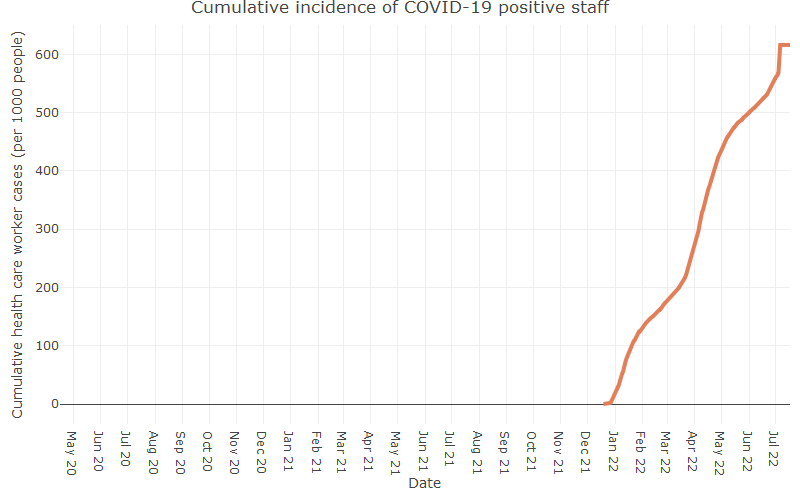 Cumulative incidence of COVID-19 positive staff
Cumulative health care worker cases (per 1000 people)
600
500
400
300
200
100
0
May 20
Jun 20
Jul 20
Aug 20
Sep 20
Oct 20
Nov 20
Dec 20
Jan 21
Feb 21
Mar 21
Apr 21
May 21
Jun 21
Jul 21
Aug 21
Sep 21
Oct 21
Nov 21
Dec 21
Jan 22
Feb 22
Mar 22
Apr 22
May 22
Jun 22
Jul 22
Date